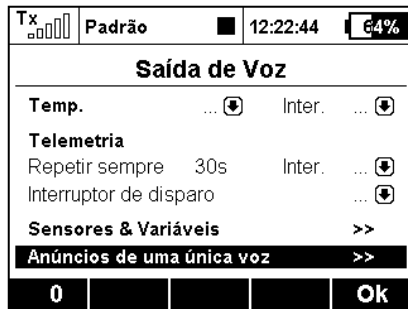 Tx Padrão 12:22:44 64%
Saída de Voz
Temp. ... Inter. ...
Telemetria
Repetir sempre 30s Inter. ...
Interruptor de disparo ...
Sensores & Variáveis >>
Anúncios de uma única voz >>
0 Ok